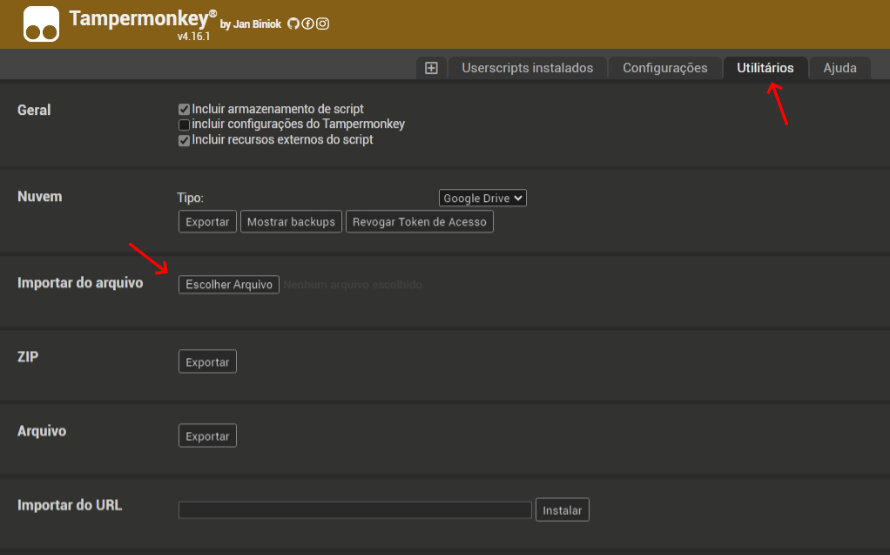 Tampermonkey® by Jan Biniok
v4.16.1
Userscripts instalados Configurações Utilitários Ajuda
Geral
Incluir armazenamento de script
incluir configurações do Tampermonkey
Incluir recursos externos do script
Nuvem
Tipo: Google Drive
Exportar Mostrar backups Revogar Token de Acesso
Importar do arquivo
Escolher Arquivo Nenhum arquivo escolhido
ZIP
Exportar
Arquivo
Exportar
Importar do URL
Instalar